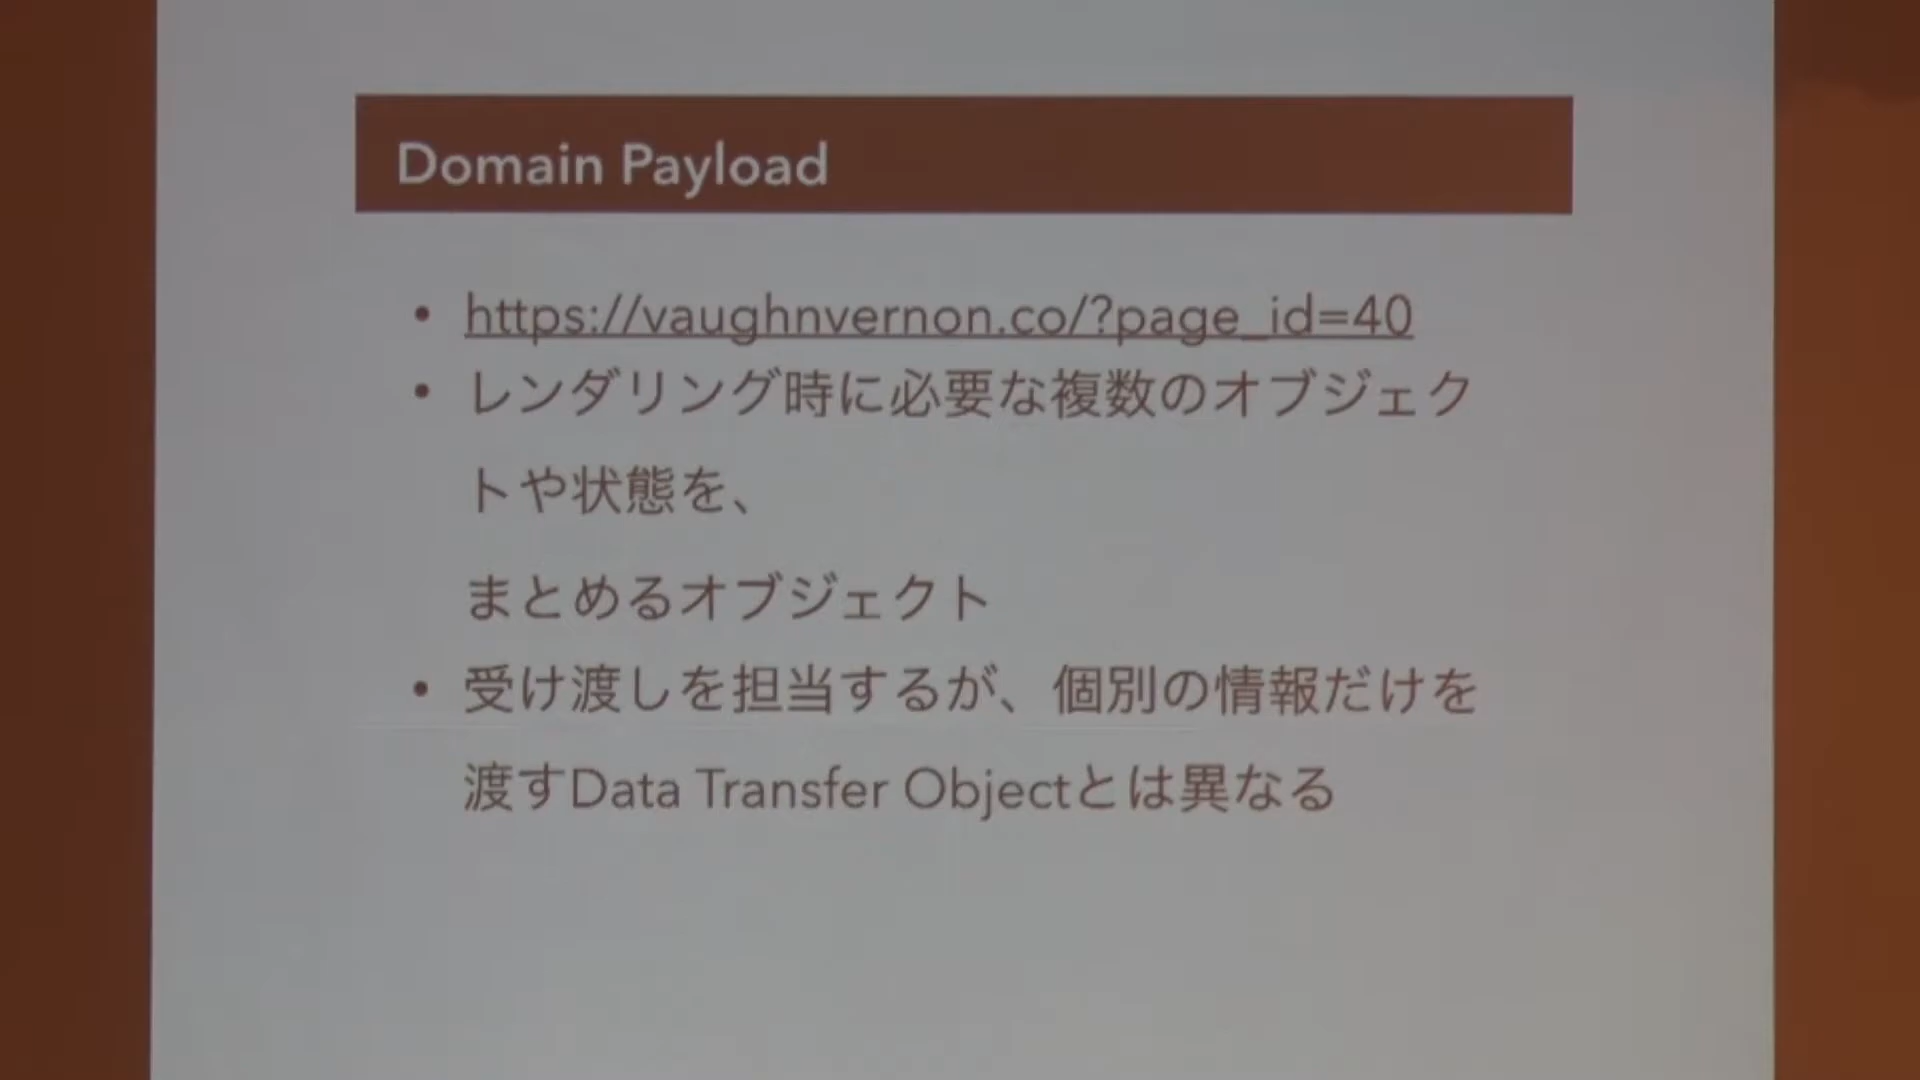 Domain Payload
• https://vaughnvernon.co/?page_id=40
• レンダリング時に必要な複数のオブジェク
トや状態を、
まとめるオブジェクト
• 受け渡しを担当するが、個別の情報だけを
渡すData Transfer Objectとは異なる